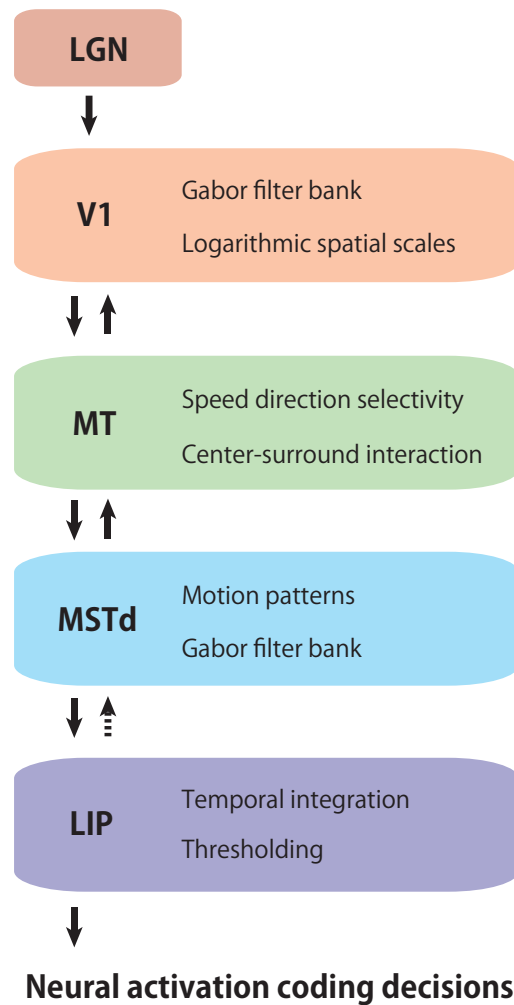 LGN
V1
Gabor filter bank
Logarithmic spatial scales
MT
Speed direction selectivity
Center-surround interaction
MSTd
Motion patterns
Gabor filter bank
LIP
Temporal integration
Thresholding
Neural activation coding decisions